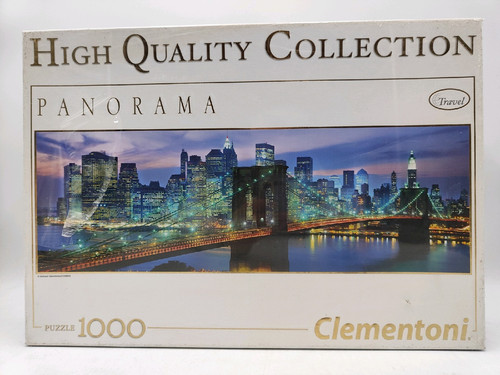 HIGH QUALITY COLLECTION
PANORAMA
Travel
PUZZLE 1000
Clementoni